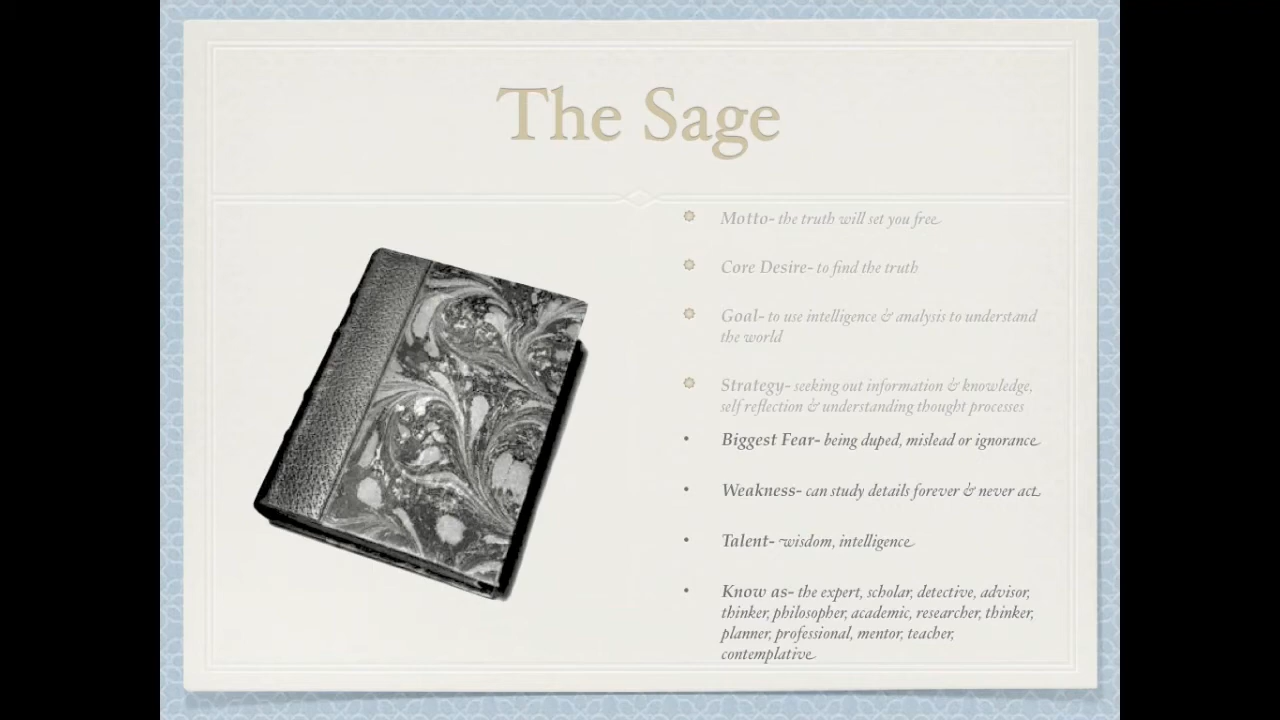 The Sage
Motto- the truth will set you free
Core Desire- to find the truth
Goal- to use intelligence & analysis to understand
the world
Strategy- seeking out information & knowledge,
self reflection & understanding thought processes
• Biggest Fear- being duped, mislead or ignorance
• Weakness- can study details forever & never act
• Talent- wisdom, intelligence
• Know as- the expert, scholar, detective, advisor,
thinker, philosopher, academic, researcher, thinker,
planner, professional, mentor, teacher,
contemplative